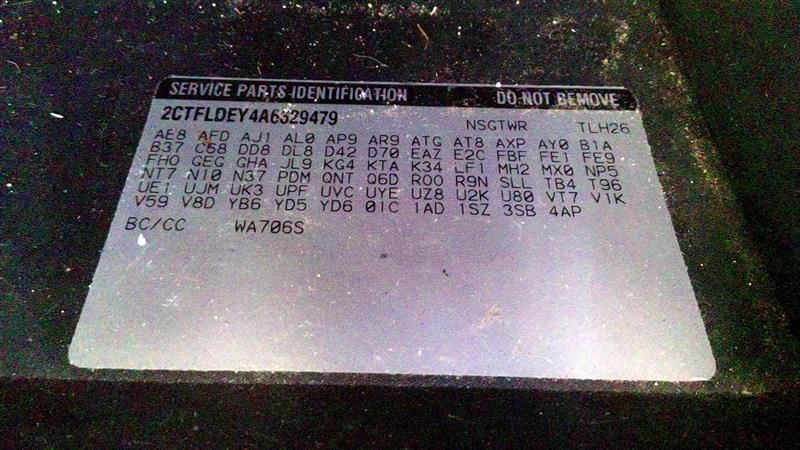 SERVICE PARTS IDENTIFICATION DO NOT REMOVE
2CTFLDEY4A6329479 NSGTWR TLH26
AE8 AFD AJ1 AL0 AP9 AR9 ATG AT8 AXP AY0 B1A
B37 C68 DD8 DL8 D42 D70 EAZ E2C FBF FE1 FE9
FHO GEG GHA JL9 KG4 KTA K34 LF1 MH2 MX0 NP5
NT7 N10 N37 PDM QNT Q6D ROO R9N SLL TB4 T96
UE1 UJM UK3 UPF UVC UYE UZ8 U2K U80 VT7 V1K
V59 V8D YB6 YD5 YD6 01C 1AD 1SZ 3SB 4AP
BC/CC WA706S